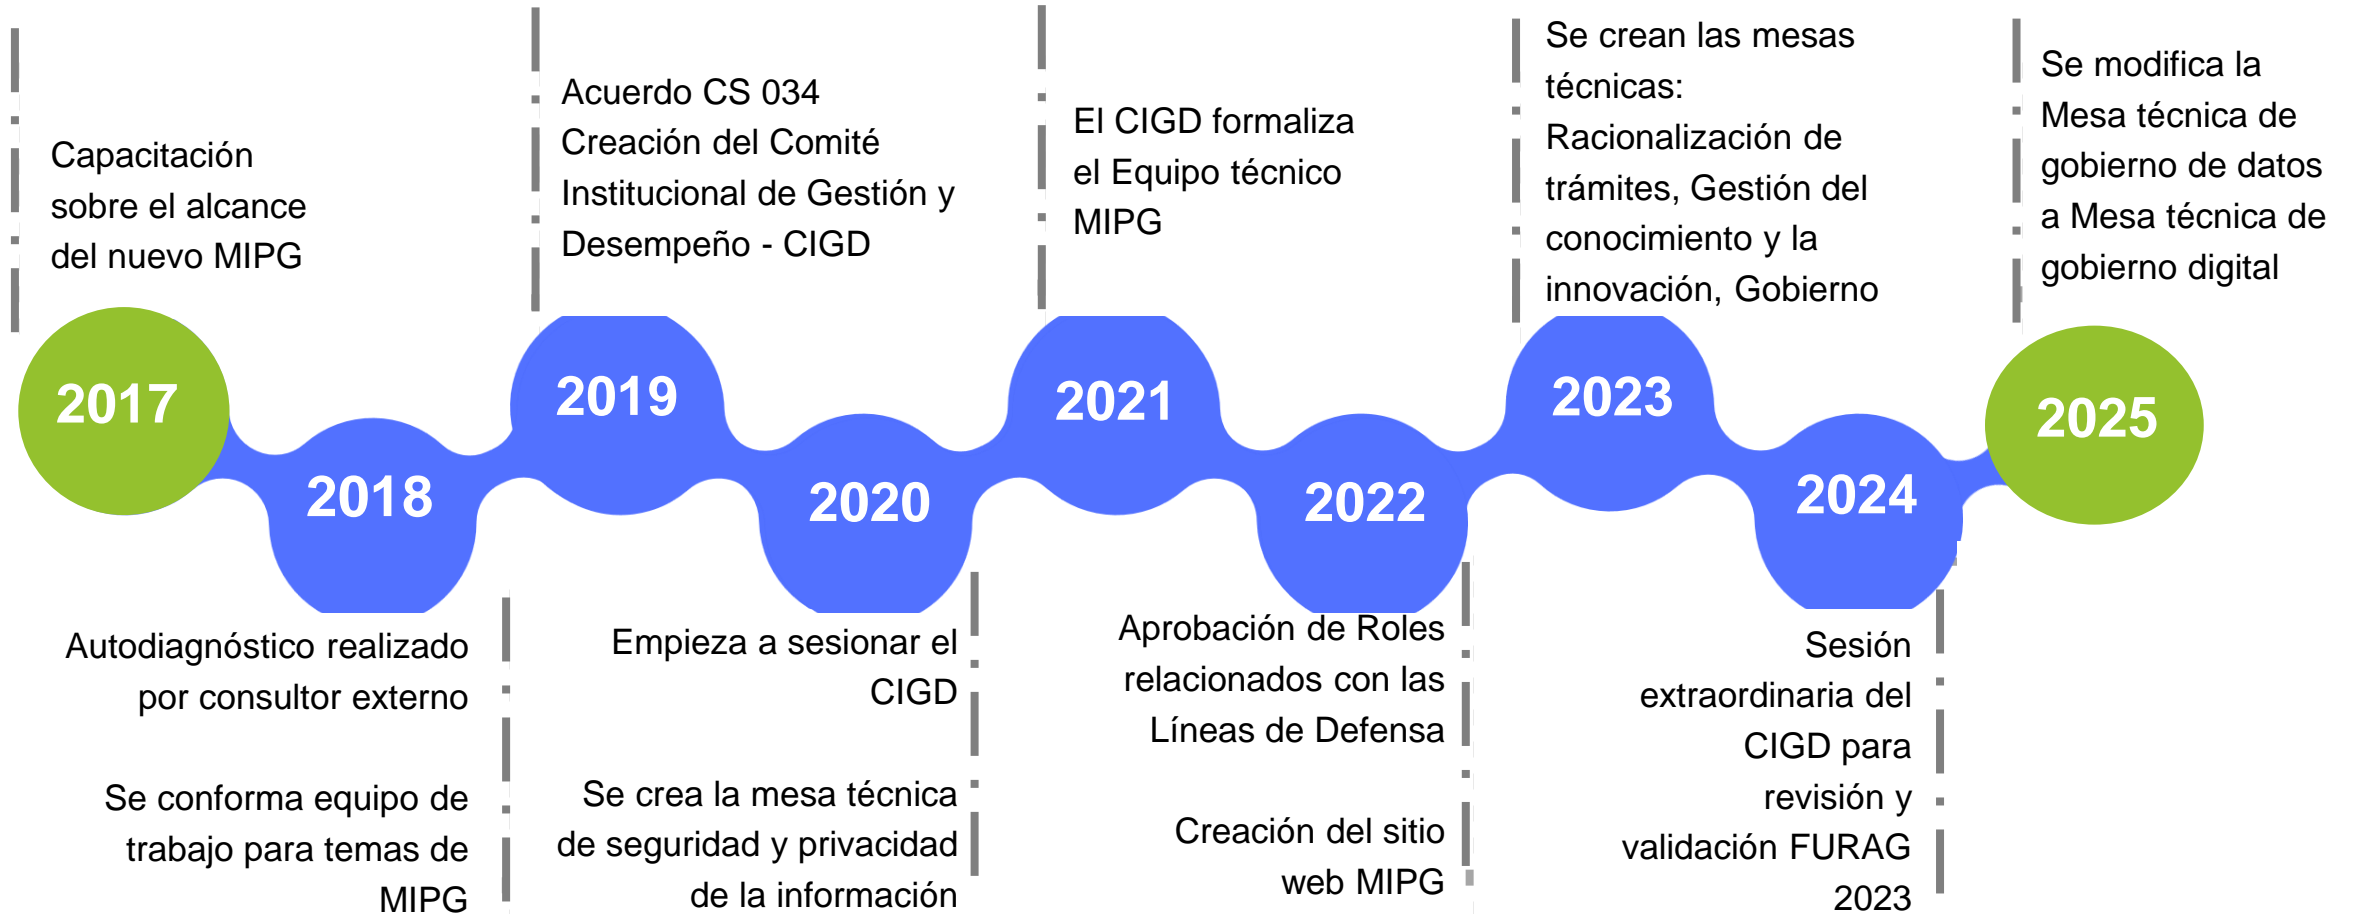 Capacitación
sobre el alcance
del nuevo MIPG
2017
2018
Autodiagnóstico realizado
por consultor externo
Se conforma equipo de
trabajo para temas de
MIPG
Acuerdo CS 034
Creación del Comité
Institucional de Gestión y
Desempeño - CIGD
2019
2020
Empieza a sesionar el
CIGD
Se crea la mesa técnica
de seguridad y privacidad
de la información
El CIGD formaliza
el Equipo técnico
MIPG
2021
2022
Aprobación de Roles
relacionados con las
Líneas de Defensa
Creación del sitio
web MIPG
Se crean las mesas
técnicas:
Racionalización de
trámites, Gestión del
conocimiento y la
innovación, Gobierno
2023
2024
Sesión
extraordinaria del
CIGD para
revisión y
validación FURAG
2023
Se modifica la
Mesa técnica de
gobierno de datos
a Mesa técnica de
gobierno digital
2025